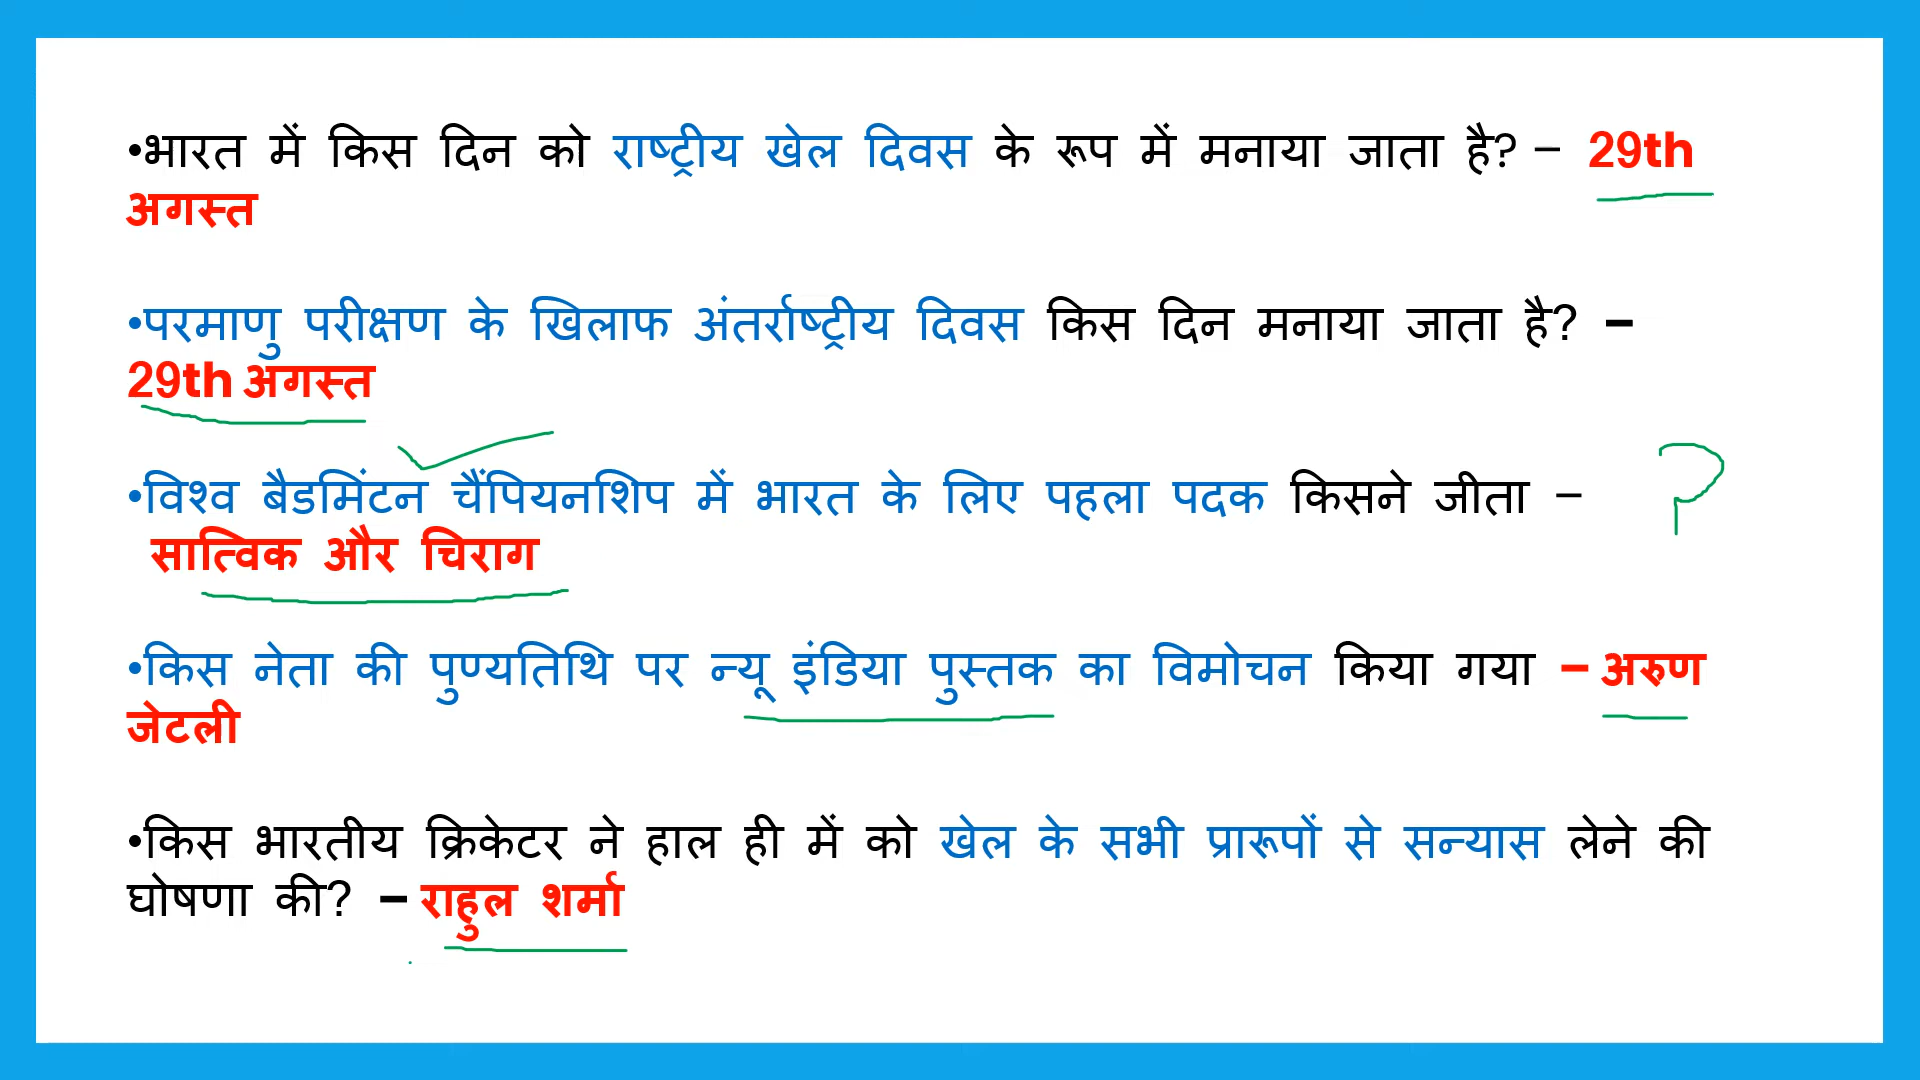 •भारत में किस दिन को राष्ट्रीय खेल दिवस के रूप में मनाया जाता है? – 29th
अगस्त
•परमाणु परीक्षण के खिलाफ अंतर्राष्ट्रीय दिवस किस दिन मनाया जाता है? –
29th अगस्त
•विश्व बैडमिंटन चैंपियनशिप में भारत के लिए पहला पदक किसने जीता – ?
सात्विक और चिराग
•किस नेता की पुण्यतिथि पर न्यू इंडिया पुस्तक का विमोचन किया गया – अरुण
जेटली
•किस भारतीय क्रिकेटर ने हाल ही में को खेल के सभी प्रारूपों से सन्यास लेने की
घोषणा की? – राहुल शर्मा